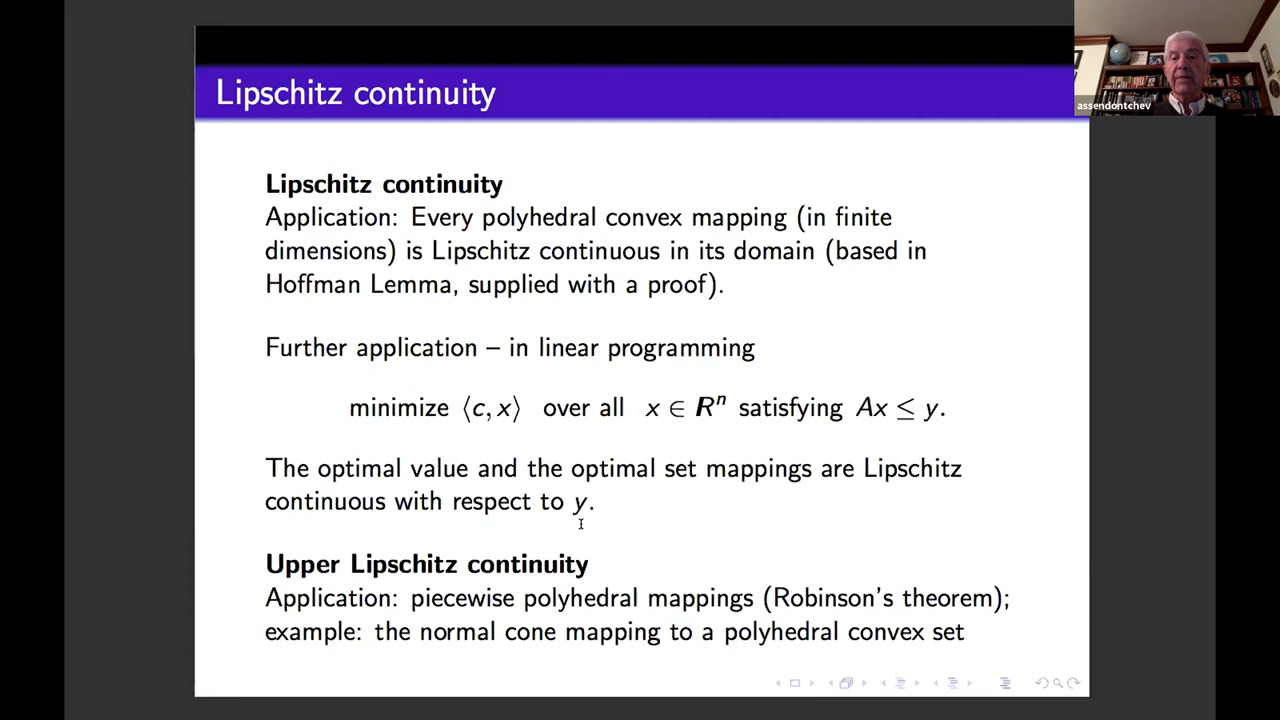 Lipschitz continuity
assendontchev
Lipschitz continuity
Application: Every polyhedral convex mapping (in finite
dimensions) is Lipschitz continuous in its domain (based in
Hoffman Lemma, supplied with a proof).
Further application – in linear programming
minimize ⟨c, x⟩ over all x ∈ Rⁿ satisfying Ax ≤ y.
The optimal value and the optimal set mappings are Lipschitz
continuous with respect to y.
Upper Lipschitz continuity
Application: piecewise polyhedral mappings (Robinson's theorem);
example: the normal cone mapping to a polyhedral convex set